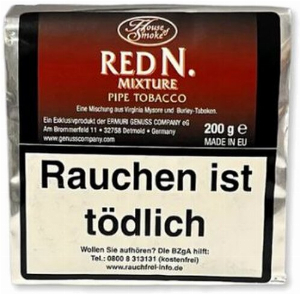 House of Smoke
RED N.
MIXTURE
PIPE TOBACCO
Eine Mischung aus Virginia Mysore und Burley-Tabaken.
Ein Exklusivprodukt der ERMURI GENUSS COMPANY eG
Am Brommerfeld 11 • 32758 Detmold • Germany
www.genusscompany.com
200 g e
MADE IN EU
Rauchen ist
tödlich
Wollen Sie aufhören? Die BZgA hilft:
Tel.: 0800 8 313131 (kostenfrei)
www.rauchfrei-info.de